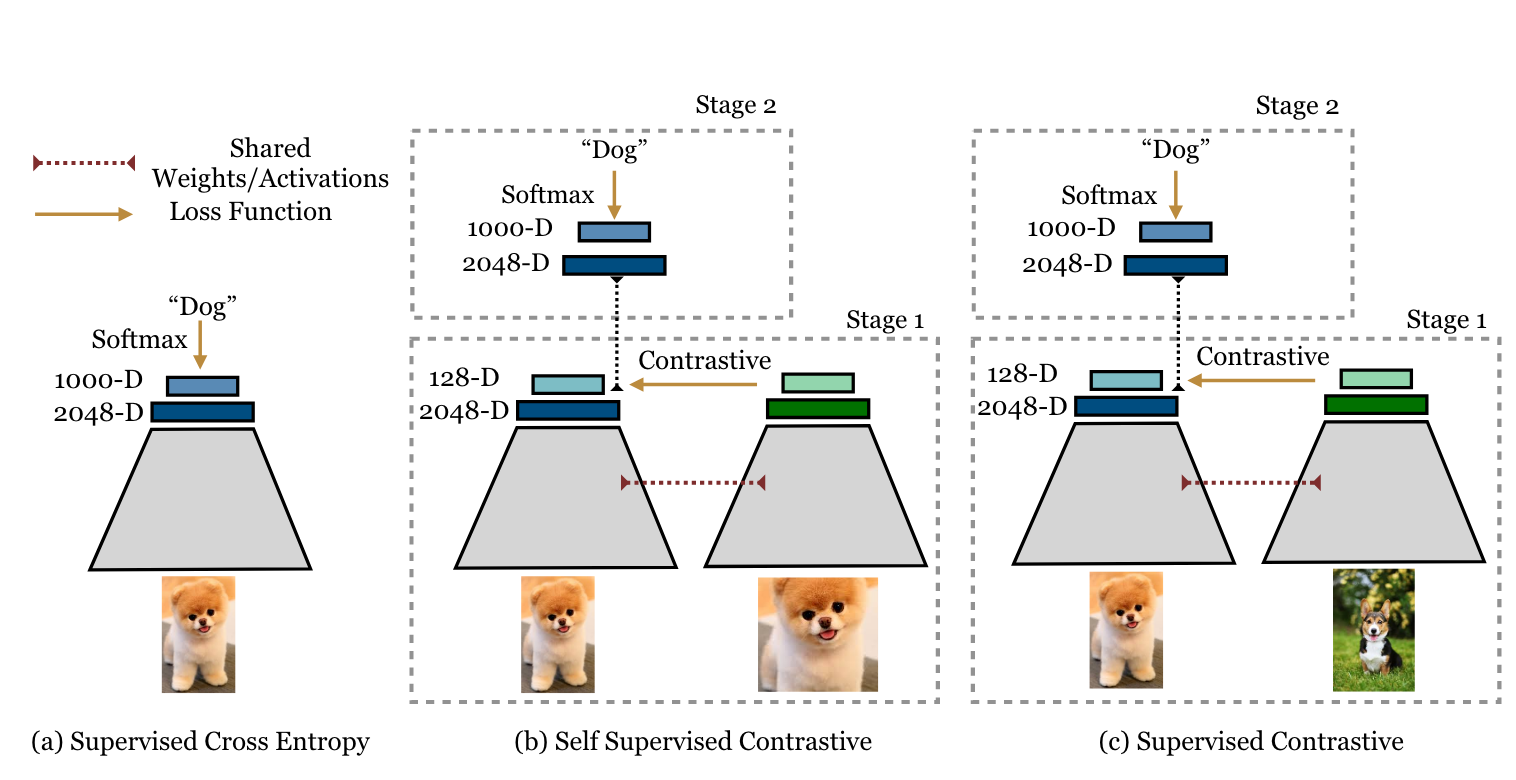 Shared
Weights/Activations
Loss Function
“Dog”
Softmax
1000-D
2048-D
(a) Supervised Cross Entropy
Stage 2
“Dog”
Softmax
1000-D
2048-D
Stage 1
Contrastive
128-D
2048-D
(b) Self Supervised Contrastive
Stage 2
“Dog”
Softmax
1000-D
2048-D
Stage 1
Contrastive
128-D
2048-D
(c) Supervised Contrastive